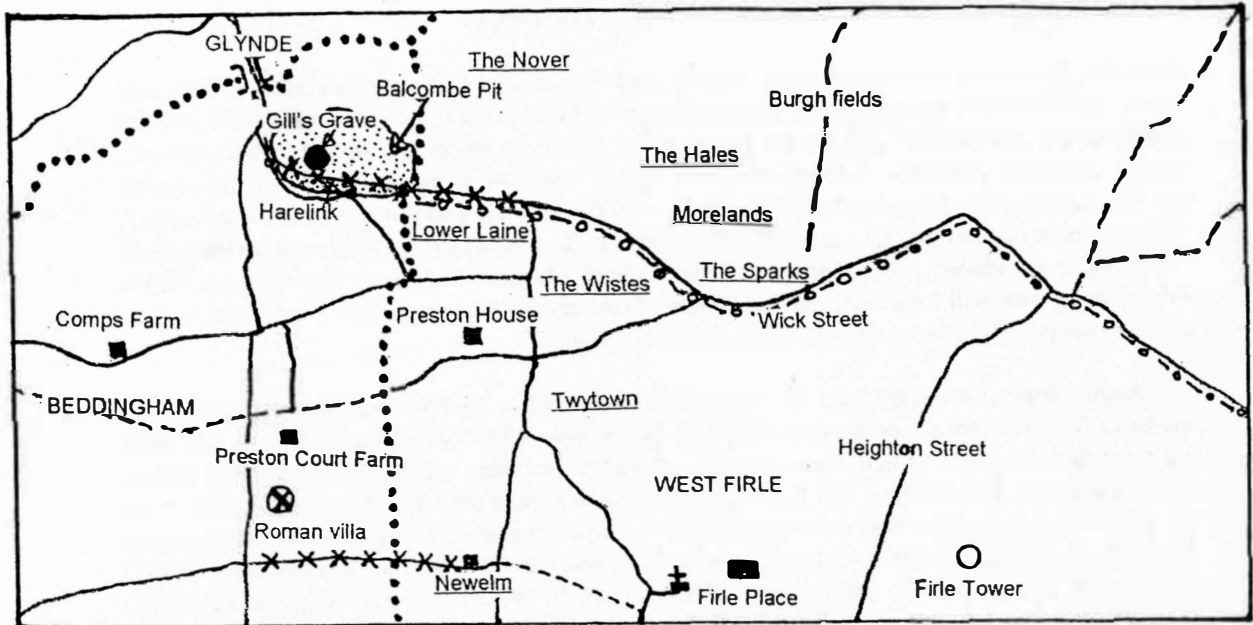 GLYNDE
The Nover
Balcombe Pit
Gill's Grave
Burgh fields
The Hales
Harelink
Morelands
Lower Laine
The Sparks
The Wistes
Comps Farm
Preston House
Wick Street
BEDDINGHAM
Twytown
Preston Court Farm
Heighton Street
WEST FIRLE
Roman villa
Newelm
Firle Place
Firle Tower